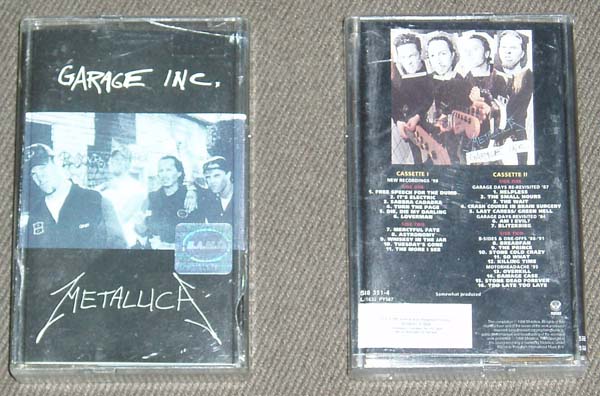 GARAGE INC.
METALLICA
CASSETTE I
NEW RECORDINGS '98
SIDE ONE
1. FREE SPEECH FOR THE DUMB
2. IT'S ELECTRIC
3. SABBRA CADABRA
4. TURN THE PAGE
5. DIE, DIE MY DARLING
6. LOVERMAN
SIDE TWO
7. MERCYFUL FATE
8. ASTRONOMY
9. WHISKEY IN THE JAR
10. TUESDAY'S GONE
11. THE MORE I SEE
CASSETTE II
SIDE ONE
GARAGE DAYS RE-REVISITED '87
1. HELPLESS
2. THE SMALL HOURS
3. THE WAIT
4. CRASH COURSE IN BRAIN SURGERY
5. LAST CARESS/ GREEN HELL
GARAGE DAYS REVISITED '84
6. AM I EVIL?
7. BLITZKRIEG
SIDE TWO
B-SIDES & ONE-OFFS '88-'91
8. BREADFAN
9. THE PRINCE
10. STONE COLD CRAZY
11. SO WHAT
12. KILLING TIME
MOTORHEADACHE '95
13. OVERKILL
14. DAMAGE CASE
15. STONE DEAD FOREVER
16. TOO LATE TOO LATE
Somewhat produced